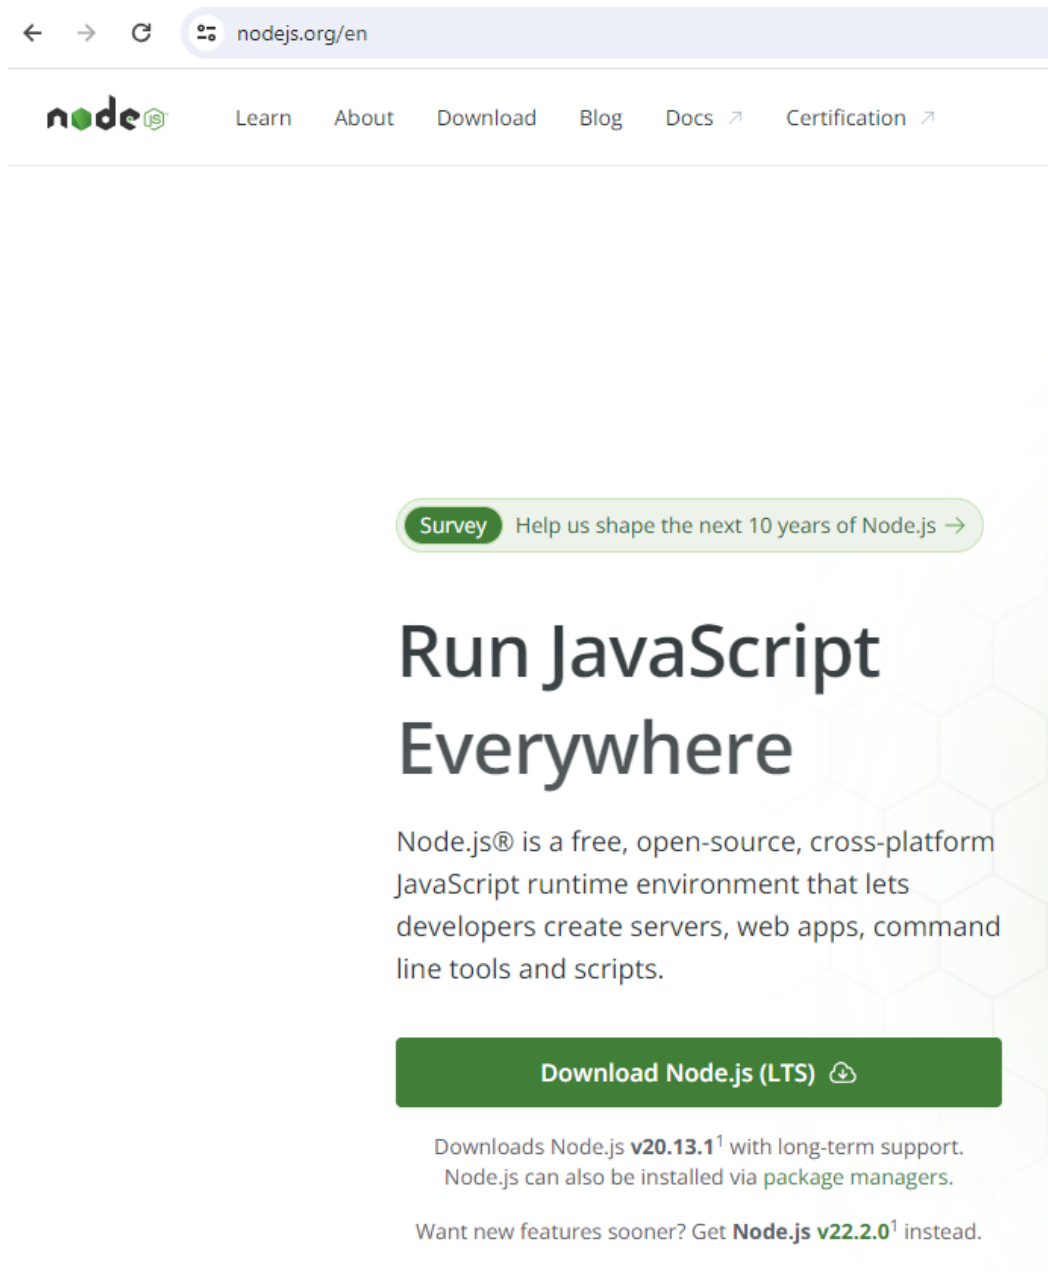 nodejs.org/en
node JS
Learn About Download Blog Docs ↗ Certification ↗
Survey Help us shape the next 10 years of Node.js →
Run JavaScript
Everywhere
Node.js® is a free, open-source, cross-platform
JavaScript runtime environment that lets
developers create servers, web apps, command
line tools and scripts.
Download Node.js (LTS)
Downloads Node.js v20.13.1¹ with long-term support.
Node.js can also be installed via package managers.
Want new features sooner? Get Node.js v22.2.0¹ instead.